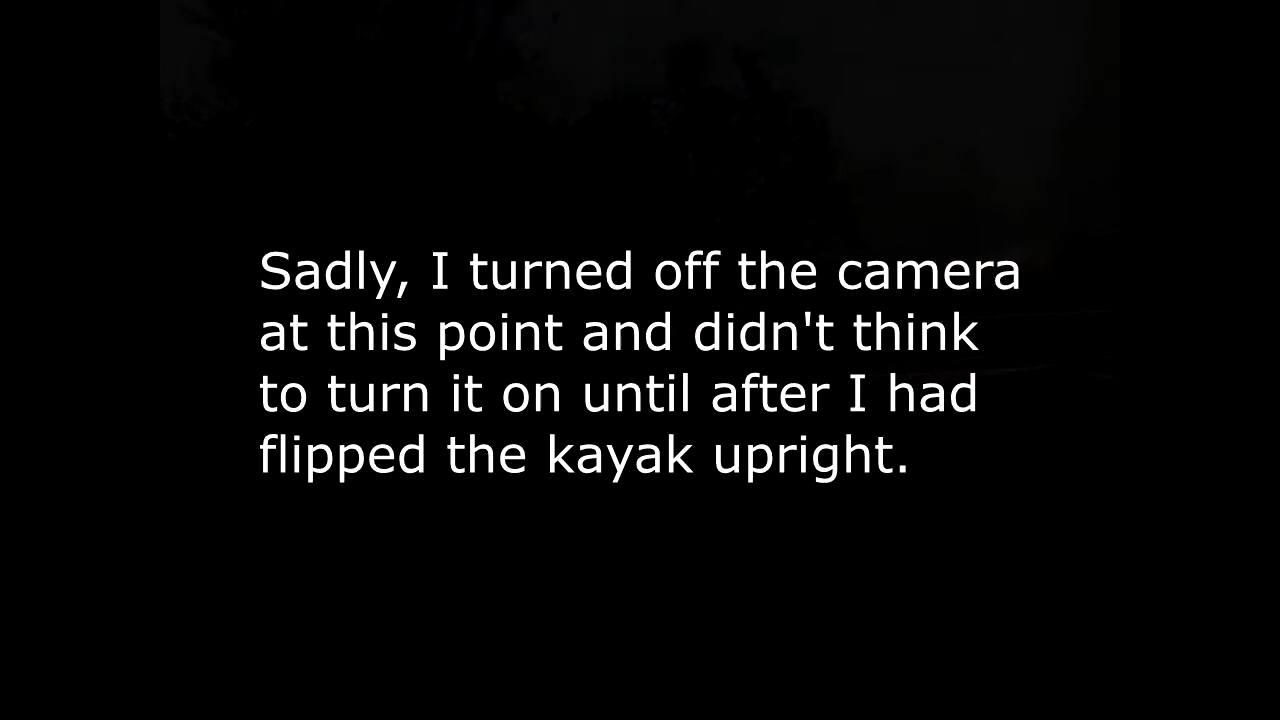 Sadly, I turned off the camera
at this point and didn't think
to turn it on until after I had
flipped the kayak upright.